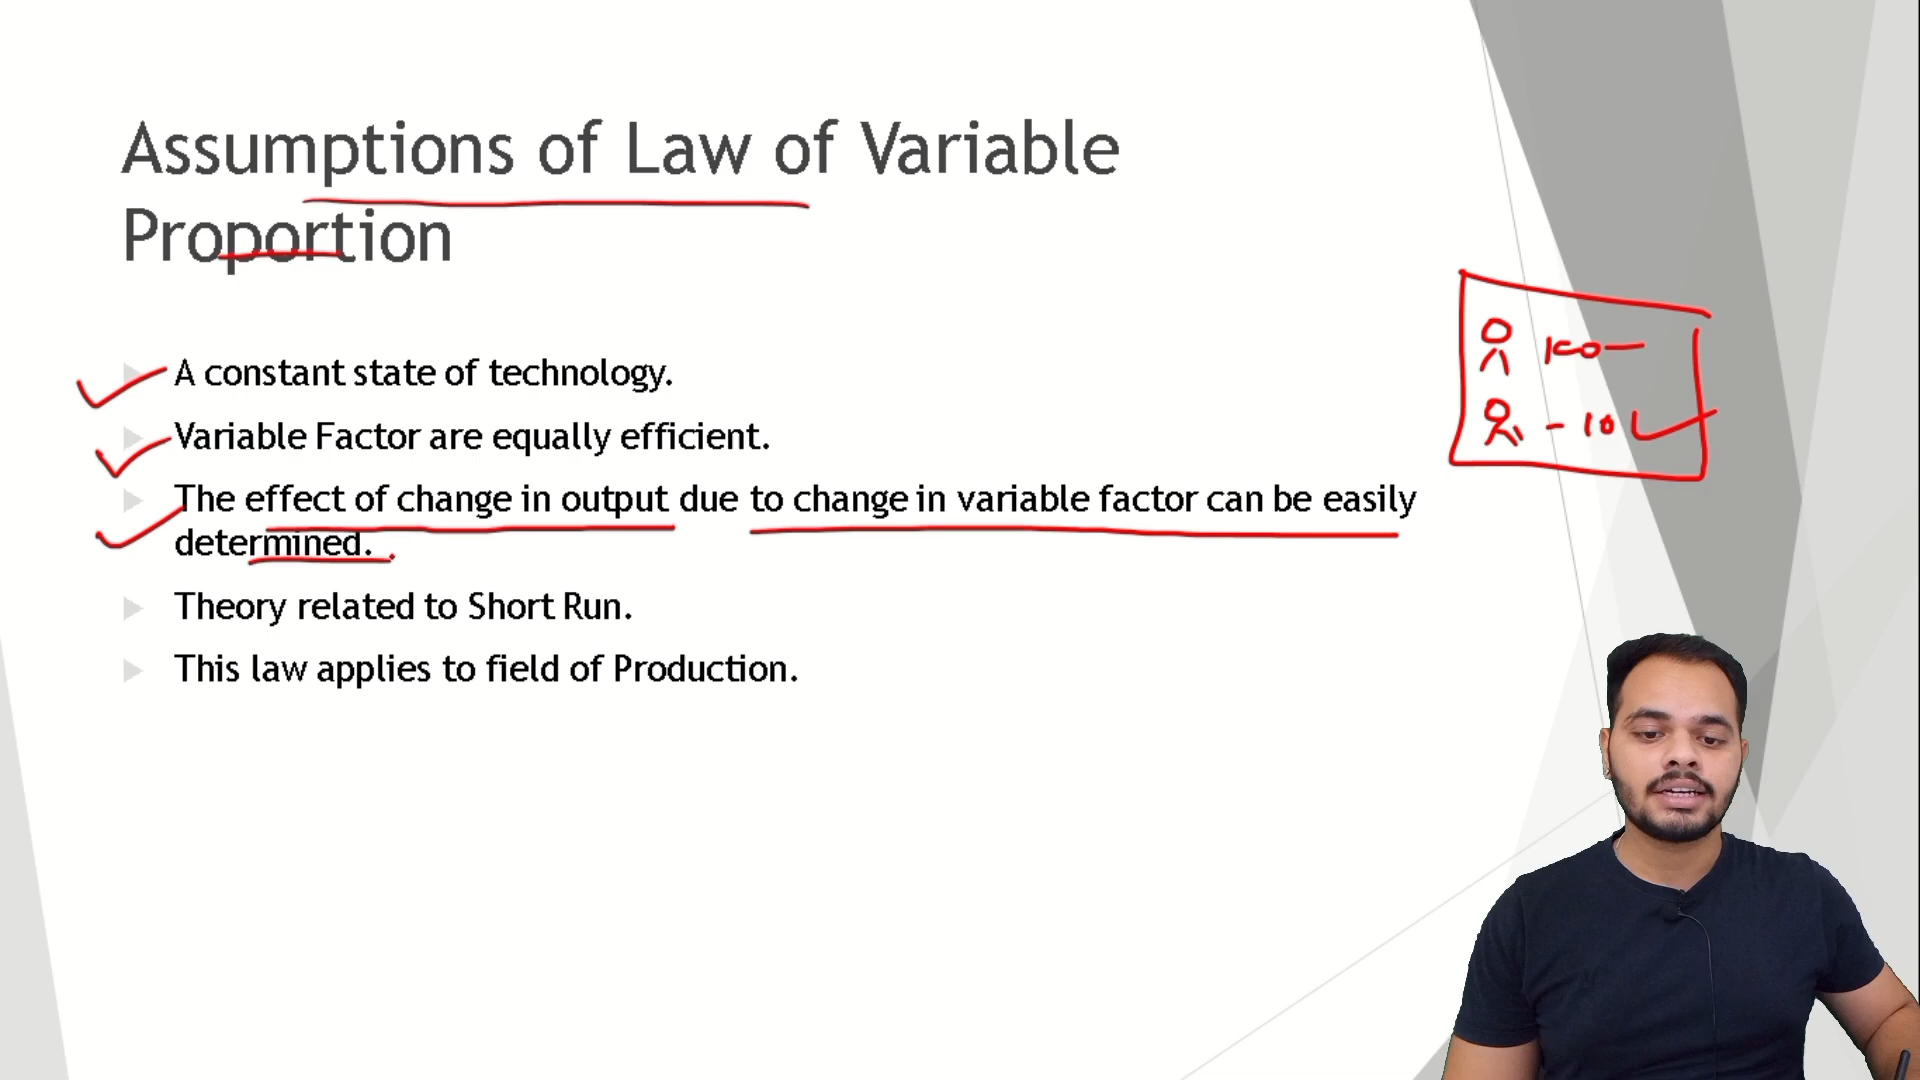 Assumptions of Law of Variable
Proportion
A constant state of technology.
Variable Factor are equally efficient.
The effect of change in output due to change in variable factor can be easily
determined.
Theory related to Short Run.
This law applies to field of Production.
- 10